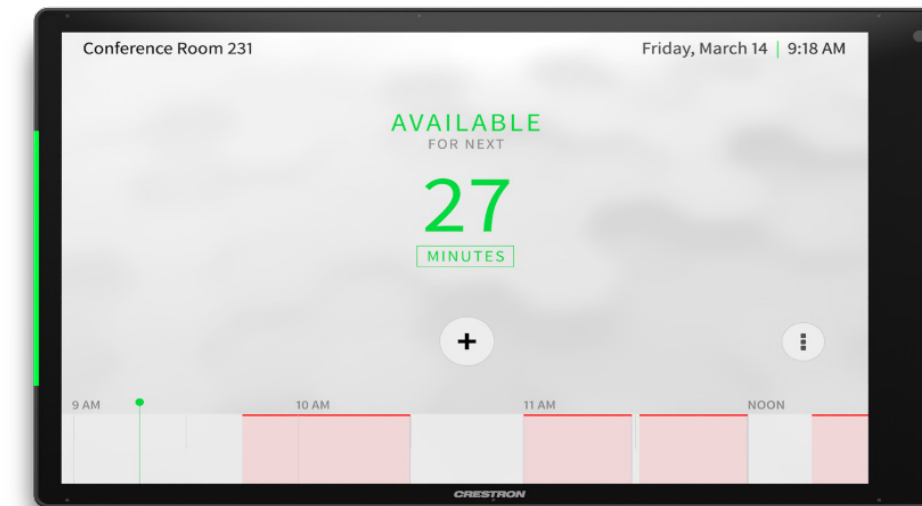 Conference Room 231
Friday, March 14 | 9:18 AM
AVAILABLE
FOR NEXT
27
MINUTES
+
9 AM
10 AM
11 AM
NOON
CRESTRON